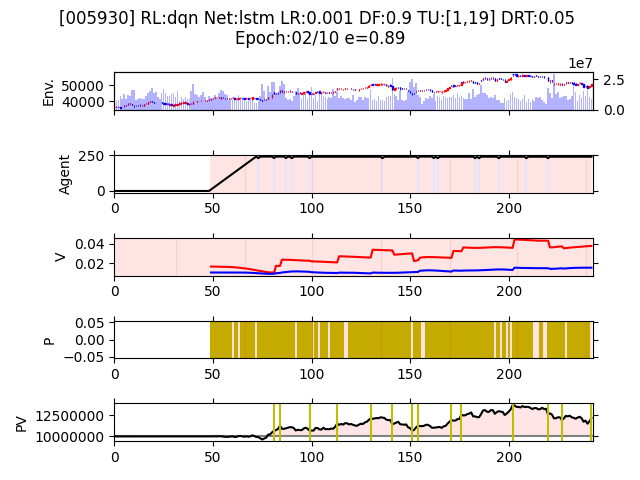 [005930] RL:dqn Net:lstm LR:0.001 DF:0.9 TU:[1,19] DRT:0.05
Epoch:02/10 e=0.89
1e7
Env.
50000
40000
2.5
0.0
Agent
250
0
0 50 100 150 200
V
0.04
0.02
0 50 100 150 200
P
0.05
0.00
−0.05
0 50 100 150 200
PV
12500000
10000000
0 50 100 150 200